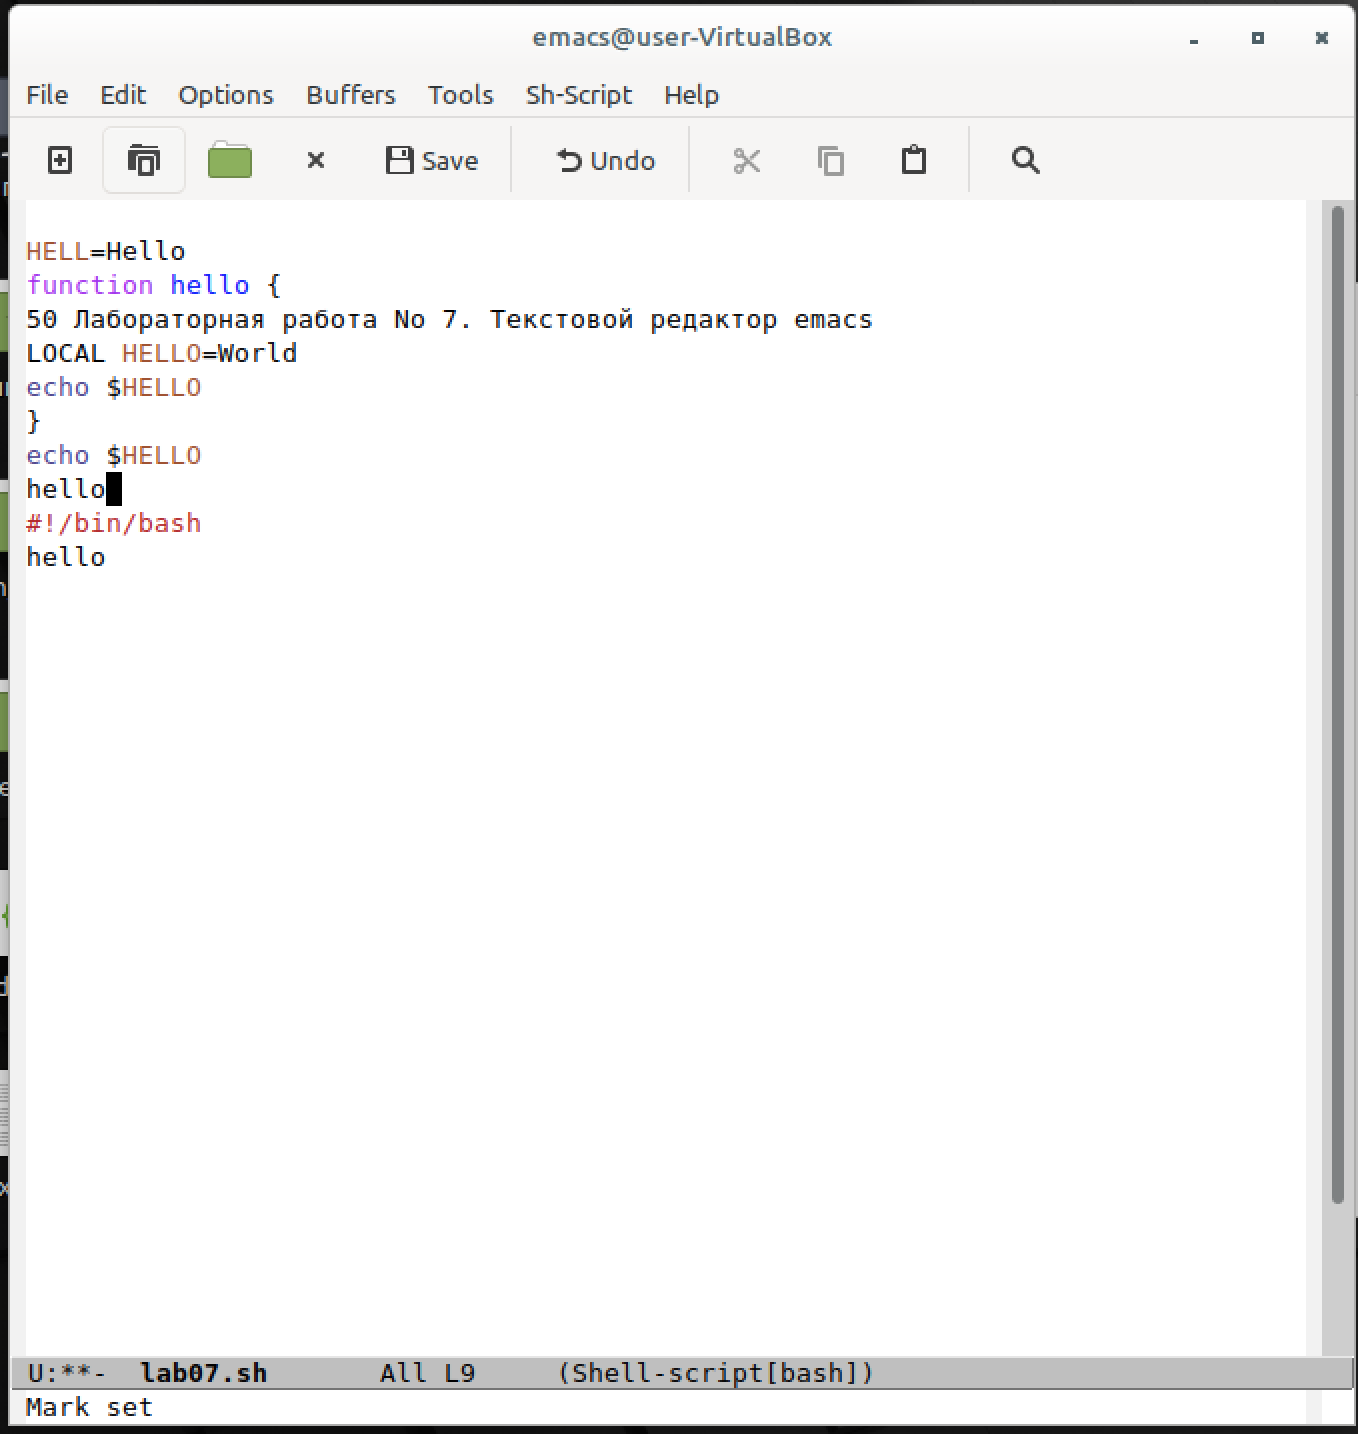 emacs@user-VirtualBox
File Edit Options Buffers Tools Sh-Script Help
Save Undo
HELL=Hello
function hello {
50 Лабораторная работа No 7. Текстовой редактор emacs
LOCAL HELLO=World
echo $HELLO
}
echo $HELLO
hello
#!/bin/bash
hello
U:**- lab07.sh All L9 (Shell-script[bash])
Mark set